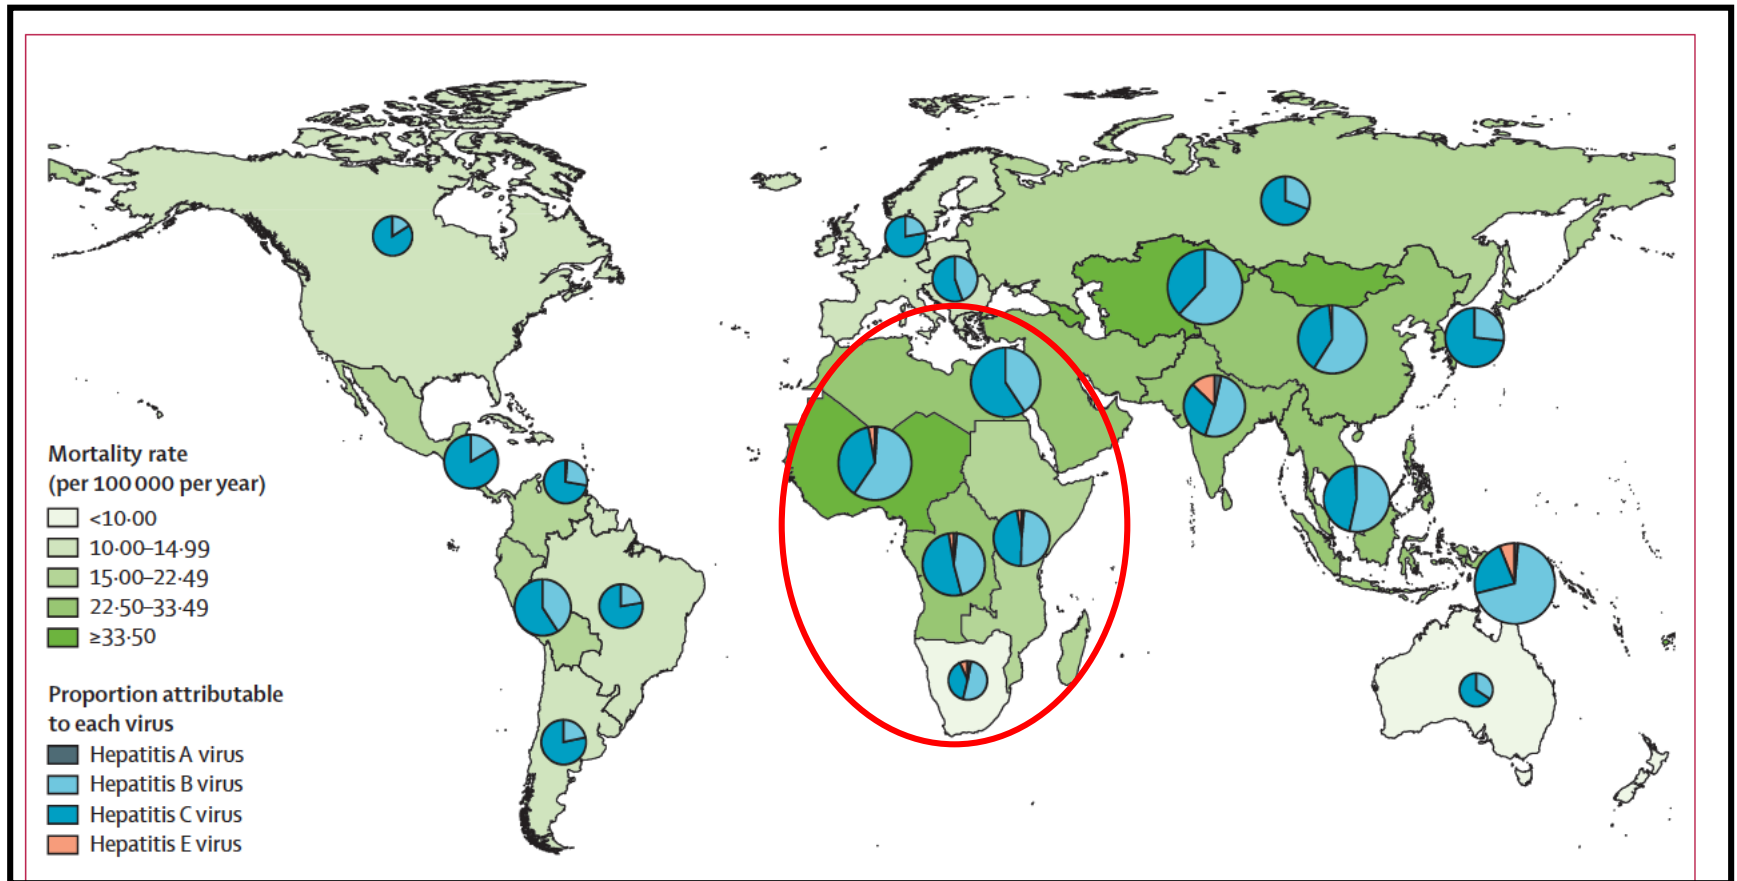 Mortality rate
(per 100 000 per year)
<10·00
10·00–14·99
15·00–22·49
22·50–33·49
≥33·50
Proportion attributable
to each virus
Hepatitis A virus
Hepatitis B virus
Hepatitis C virus
Hepatitis E virus